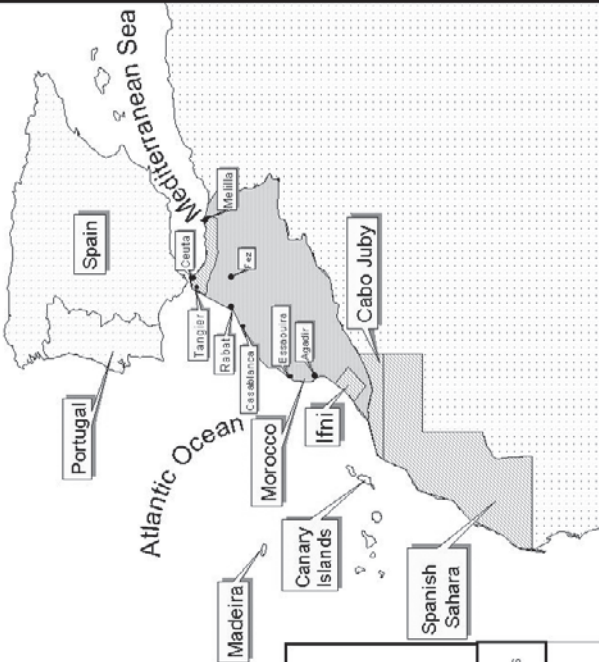 Mediterranean Sea
Spain
Portugal
Ceuta
Melilla
Tangier
Fez
Rabat
Casablanca
Essaouira
Agadir
Atlantic Ocean
Morocco
Ifni
Cabo Juby
Madeira
Canary
Islands
Spanish
Sahara